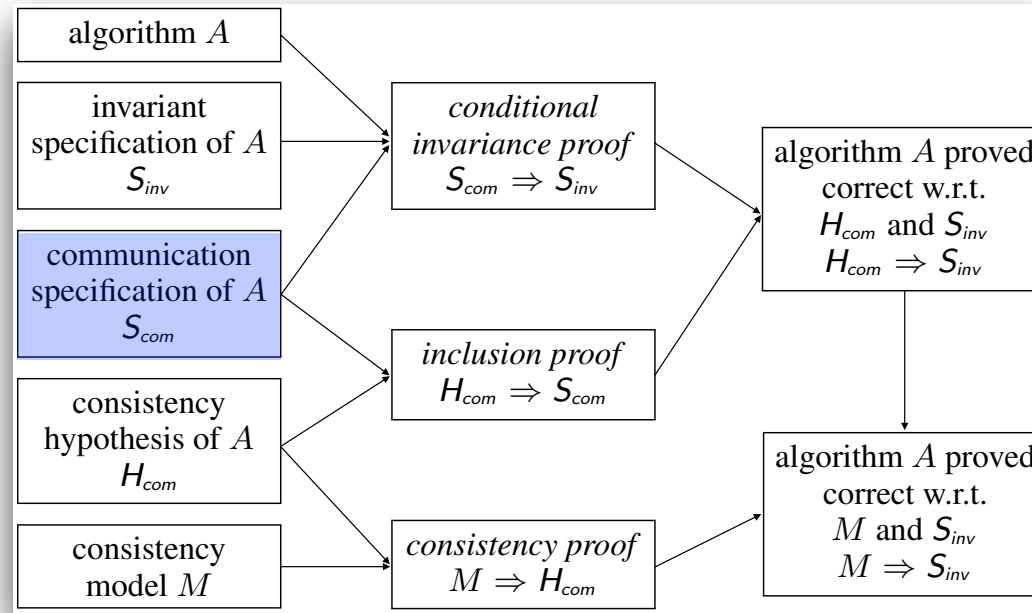 algorithm A
invariant
specification of A
S_inv
communication
specification of A
S_com
consistency
hypothesis of A
H_com
consistency
model M
conditional
invariance proof
S_com ⇒ S_inv
inclusion proof
H_com ⇒ S_com
consistency proof
M ⇒ H_com
algorithm A proved
correct w.r.t.
H_com and S_inv
H_com ⇒ S_inv
algorithm A proved
correct w.r.t.
M and S_inv
M ⇒ S_inv